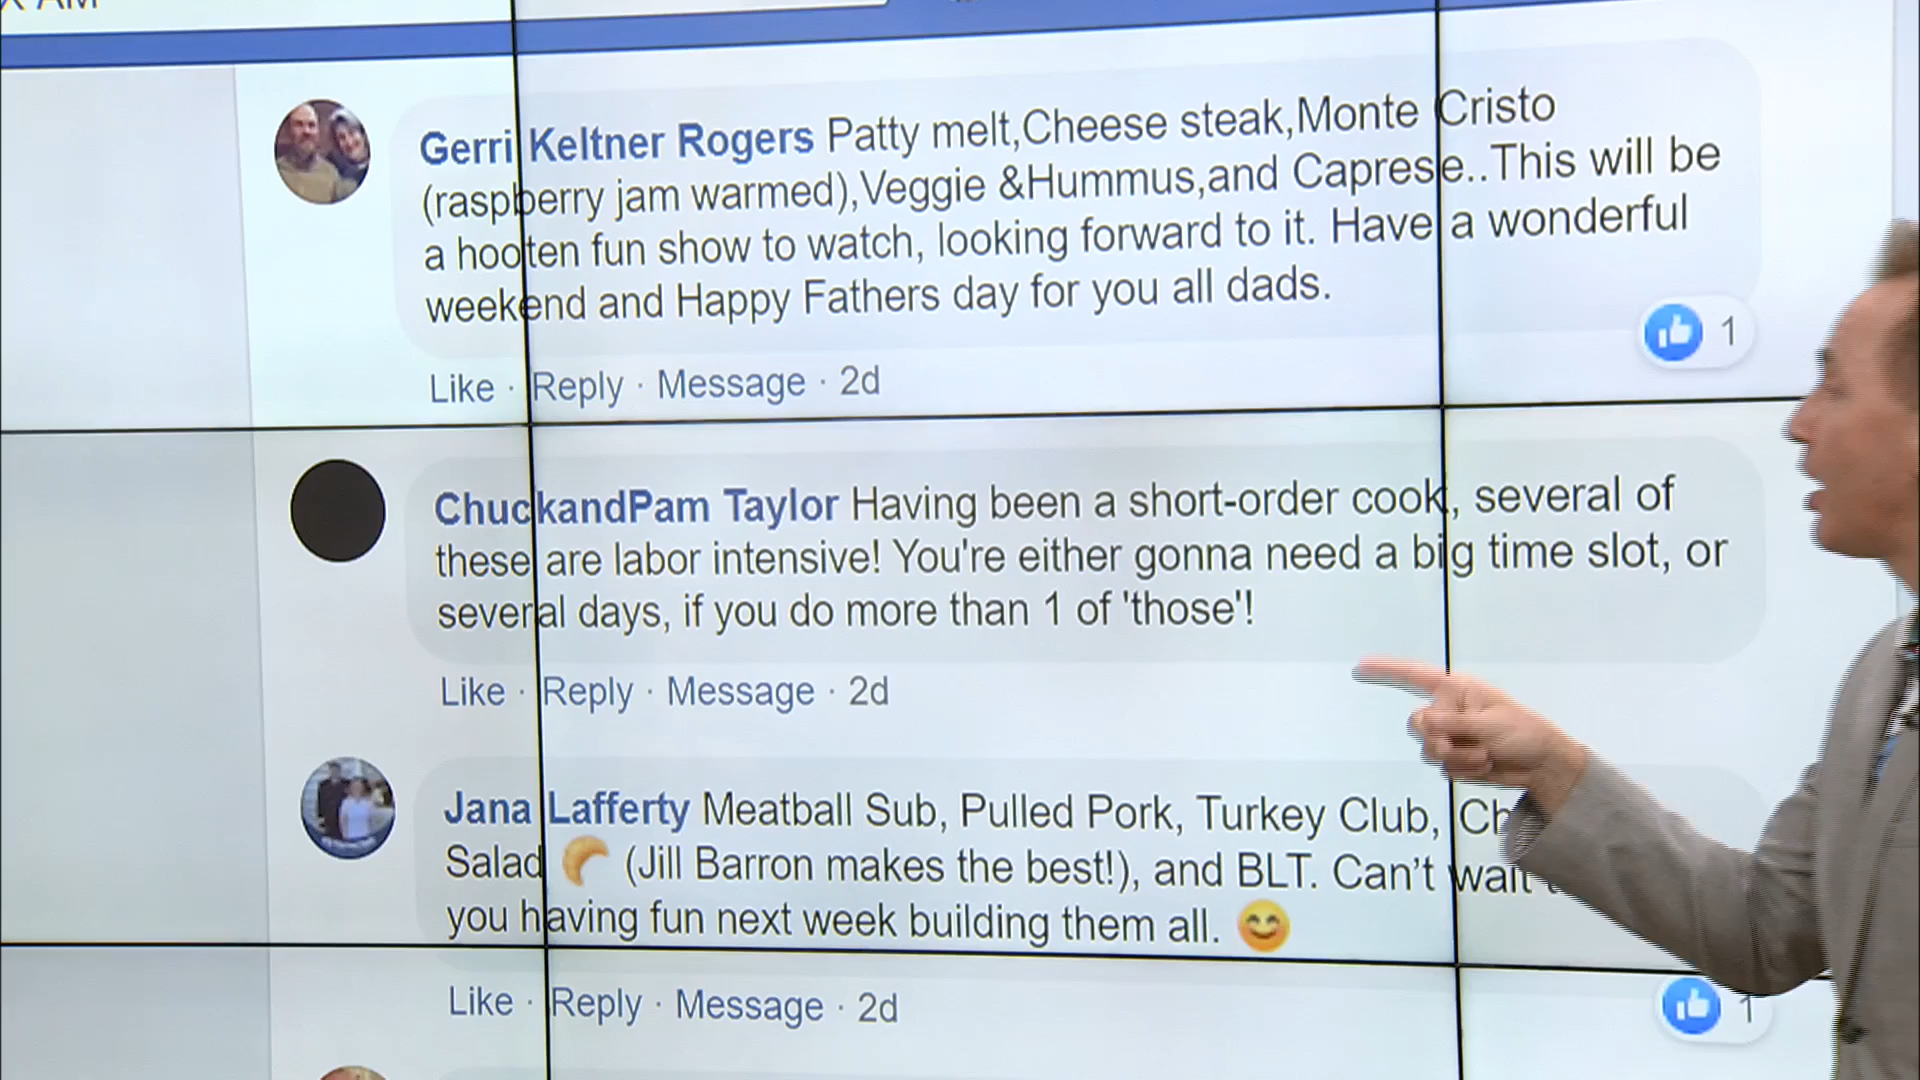 AM
Gerri Keltner Rogers Patty melt,Cheese steak,Monte Cristo
(raspberry jam warmed),Veggie &Hummus,and Caprese..This will be
a hooten fun show to watch, looking forward to it. Have a wonderful
weekend and Happy Fathers day for you all dads.
1
Like · Reply · Message · 2d
ChuckandPam Taylor Having been a short-order cook, several of
these are labor intensive! You're either gonna need a big time slot, or
several days, if you do more than 1 of 'those'!
Like · Reply · Message · 2d
Jana Lafferty Meatball Sub, Pulled Pork, Turkey Club,
Salad 🥐 (Jill Barron makes the best!), and BLT. Can't wait
you having fun next week building them all. 😊
Like · Reply · Message · 2d
1